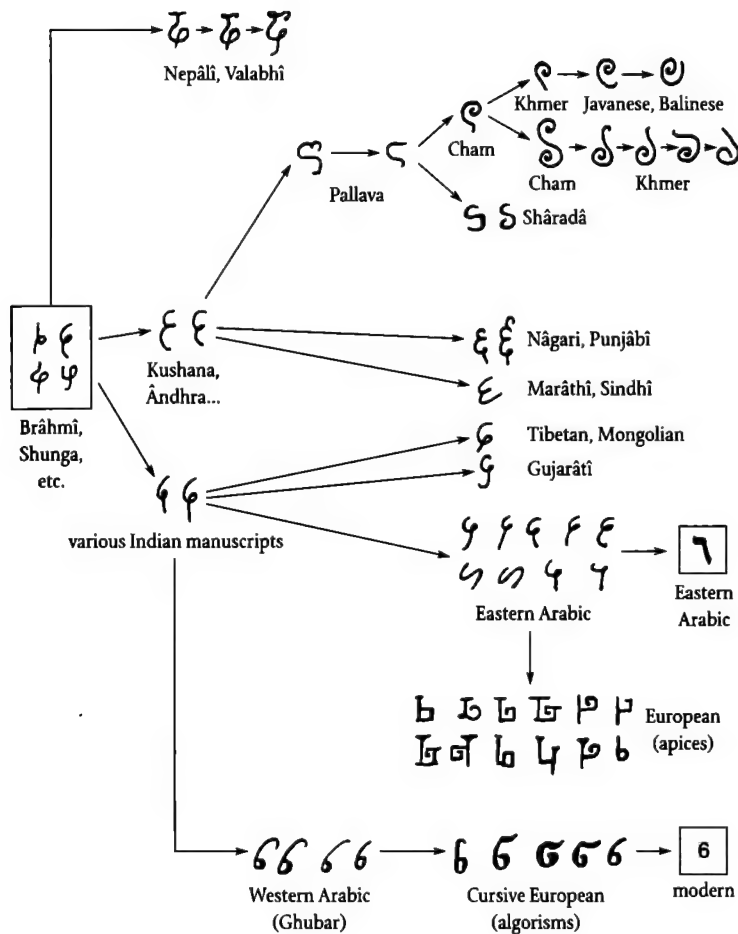 Nepâlî, Valabhî
Khmer Javanese, Balinese
Cham
Pallava
Cham Khmer
Shâradâ
Nâgari, Punjâbî
Kushana,
Ândhra...
Marâthî, Sindhî
Brâhmî,
Shunga,
etc.
Tibetan, Mongolian
Gujarâtî
various Indian manuscripts
Eastern Arabic
Eastern
Arabic
European
(apices)
6
Western Arabic
(Ghubar)
Cursive European
(algorisms)
modern